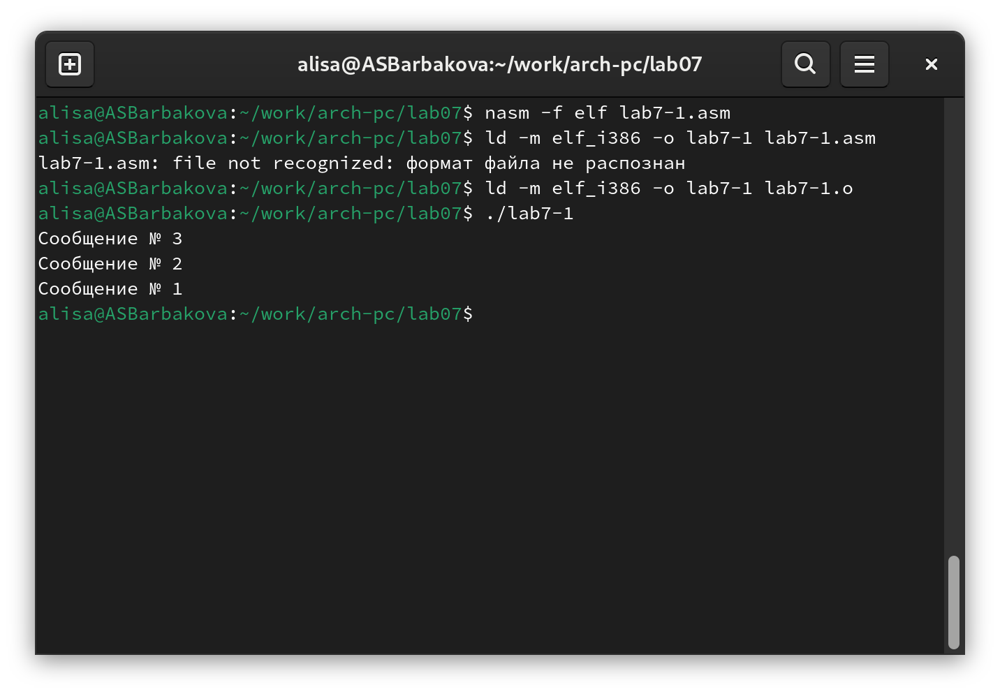 alisa@ASBarbakova:~/work/arch-pc/lab07
alisa@ASBarbakova:~/work/arch-pc/lab07$ nasm -f elf lab7-1.asm
alisa@ASBarbakova:~/work/arch-pc/lab07$ ld -m elf_i386 -o lab7-1 lab7-1.asm
lab7-1.asm: file not recognized: формат файла не распознан
alisa@ASBarbakova:~/work/arch-pc/lab07$ ld -m elf_i386 -o lab7-1 lab7-1.o
alisa@ASBarbakova:~/work/arch-pc/lab07$ ./lab7-1
Сообщение № 3
Сообщение № 2
Сообщение № 1
alisa@ASBarbakova:~/work/arch-pc/lab07$